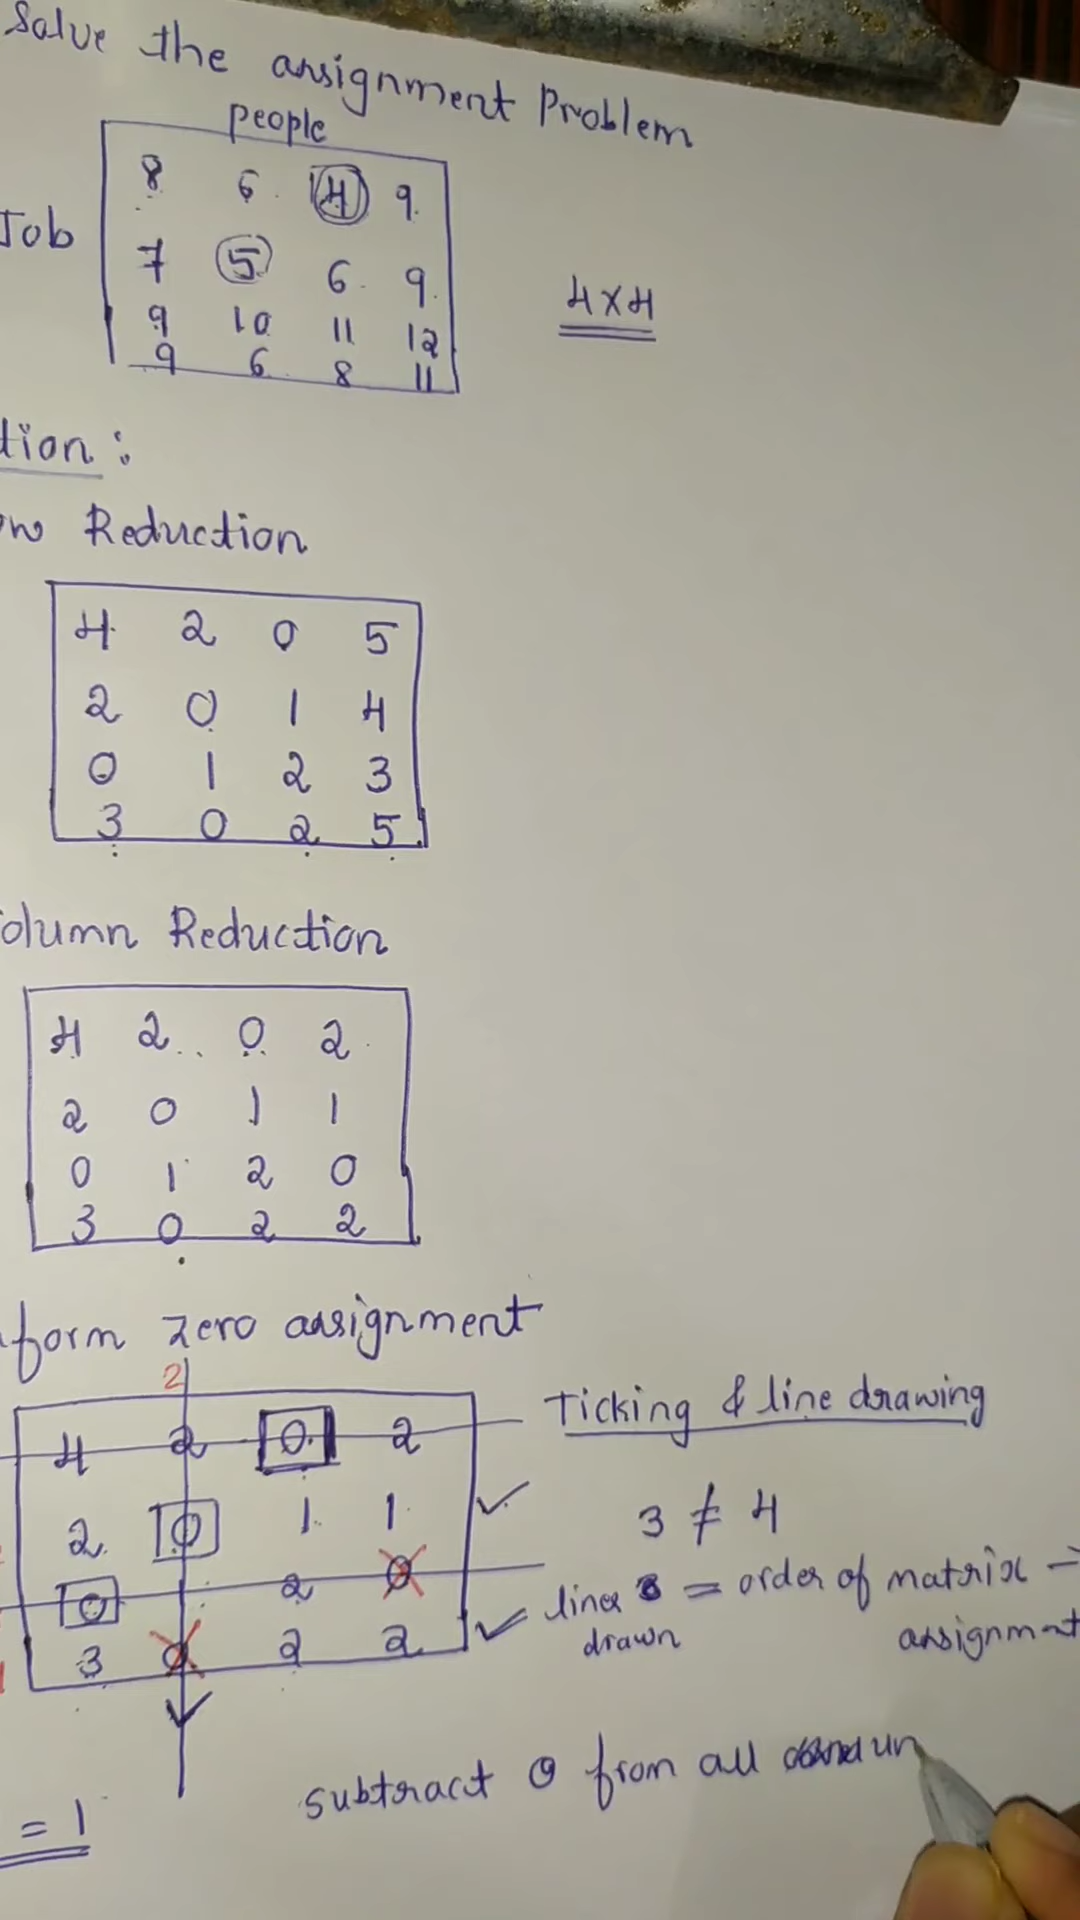 Solve the assignment Problem
People
8 6 4 9
Job
7 5 6 9
4×4
9 10 11 12
9 6 8 11
tion :
ow Reduction
4 2 0 5
2 0 1 4
0 1 2 3
3 0 2 5
olumn Reduction
4 2 0 2
2 0 1 1
0 1 2 0
3 0 2 2
form zero assignment
2
Ticking & line drawing
4 2 0 2
2 0 1 1
3 ≠ 4
0 2 0
lines = order of matrix →
drawn assignment
3 0 2 2
subtract θ from all un
= 1